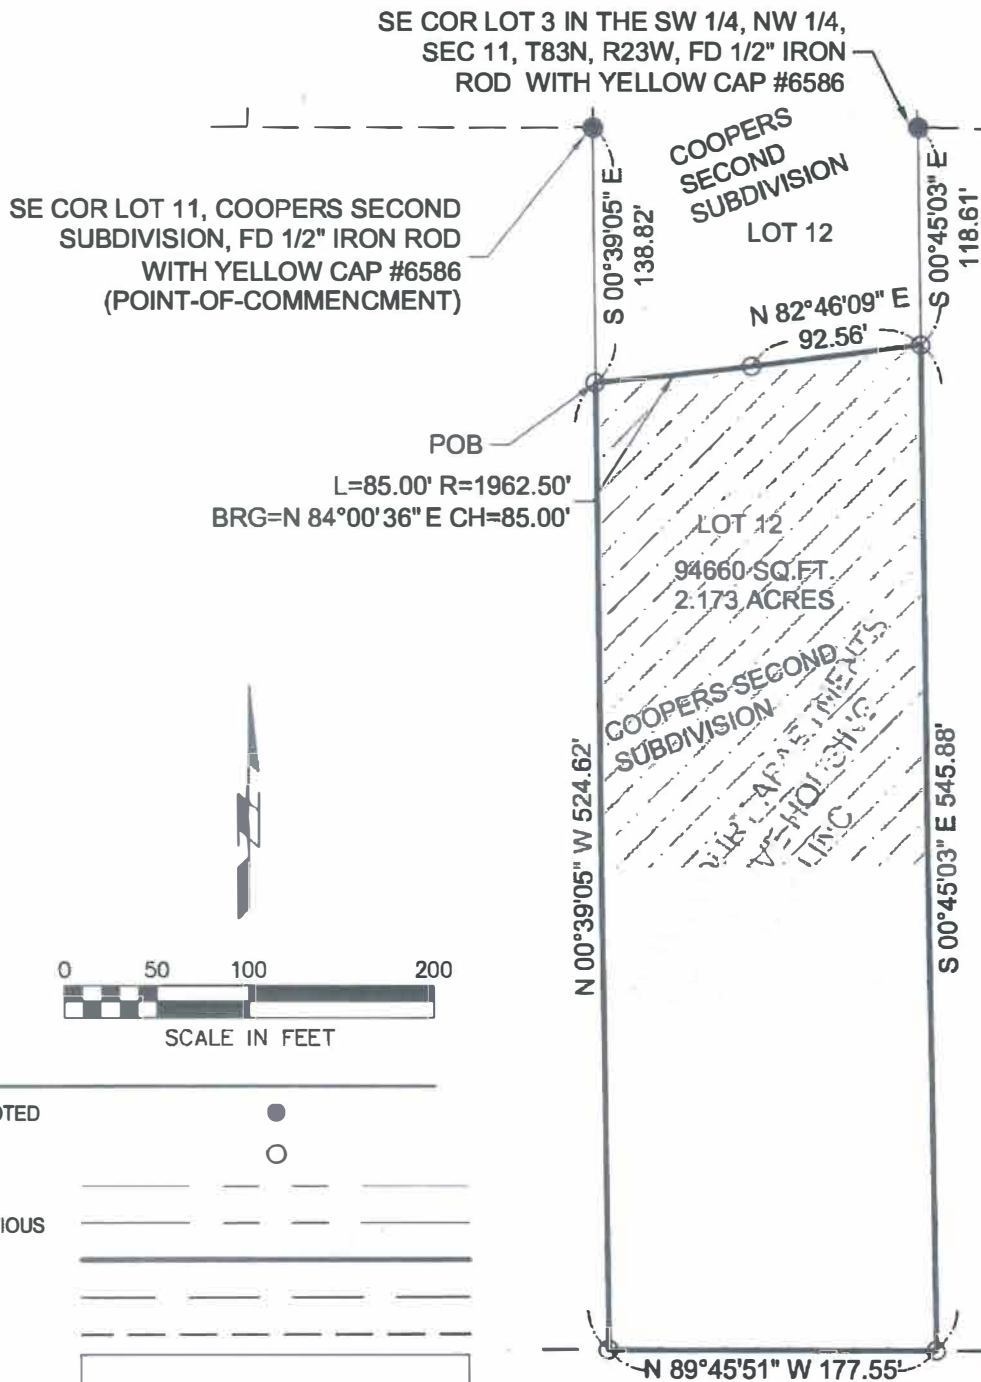 SE COR LOT 3 IN THE SW 1/4, NW 1/4,
SEC 11, T83N, R23W, FD 1/2" IRON
ROD WITH YELLOW CAP #6586
COOPERS
SECOND
SUBDIVISION
LOT 12
SE COR LOT 11, COOPERS SECOND
SUBDIVISION, FD 1/2" IRON ROD
WITH YELLOW CAP #6586
(POINT-OF-COMMENCMENT)
S 00°39'05" E
138.82'
S 00°45'03" E
118.61'
N 82°46'09" E
92.56'
POB
L=85.00' R=1962.50'
BRG=N 84°00'36" E CH=85.00'
LOT 12
94660 SQ.FT.
2.173 ACRES
COOPERS SECOND
SUBDIVISION
N 00°39'05" W 524.62'
S 00°45'03" E 545.88'
0 50 100 200
SCALE IN FEET
N 89°45'51" W 177.55'